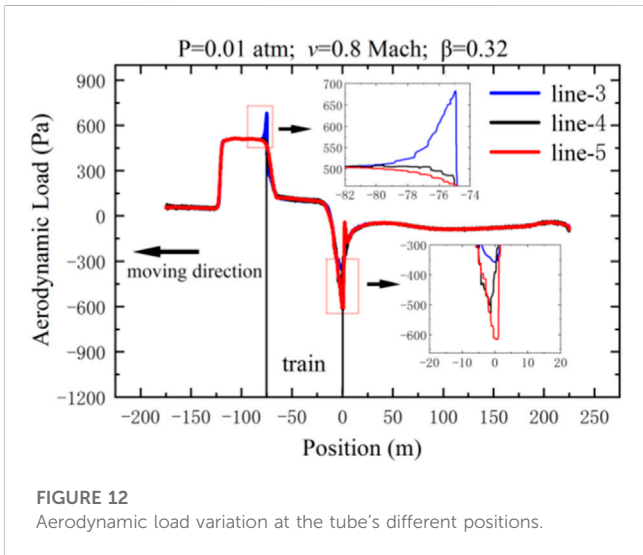 P=0.01 atm; ν=0.8 Mach; β=0.32
Aerodynamic Load (Pa)
900
600
300
0
−300
−600
−900
−1200
line-3
line-4
line-5
700
650
600
550
500
−82 −80 −78 −76 −74
moving direction
train
−300
−400
−500
−600
−20 −10 0 10 20
−200 −150 −100 −50 0 50 100 150 200 250
Position (m)
FIGURE 12
Aerodynamic load variation at the tube’s different positions.